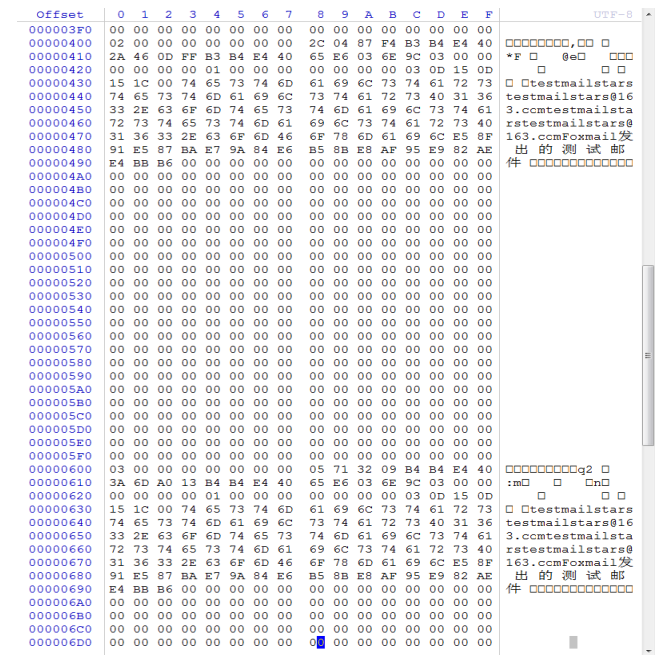 Offset 0 1 2 3 4 5 6 7 8 9 A B C D E F UTF-8
000003F0 00 00 00 00 00 00 00 00 00 00 00 00 00 00 00 00
00000400 02 00 00 00 00 00 00 00 2C 04 87 F4 B3 B4 E4 40 □□□□□□□□,□□ □
00000410 2A 46 0D FF B3 B4 E4 40 65 E6 03 6E 9C 03 00 00 *F □ @e□ □□□
00000420 00 00 00 00 01 00 00 00 00 00 00 00 03 0D 15 0D □ □ □
00000430 15 1C 00 74 65 73 74 6D 61 69 6C 73 74 61 72 73 □ □testmailstars
00000440 74 65 73 74 6D 61 69 6C 73 74 61 72 73 40 31 36 testmailstars@16
00000450 33 2E 63 6F 6D 74 65 73 74 6D 61 69 6C 73 74 61 3.ccmtestmailsta
00000460 72 73 74 65 73 74 6D 61 69 6C 73 74 61 72 73 40 rstestmailstars@
00000470 31 36 33 2E 63 6F 6D 46 6F 78 6D 61 69 6C E5 8F 163.ccmFoxmail发
00000480 91 E5 87 BA E7 9A 84 E6 B5 8B E8 AF 95 E9 82 AE 出 的 测 试 邮
00000490 E4 BB B6 00 00 00 00 00 00 00 00 00 00 00 00 00 件 □□□□□□□□□□□□□
000004A0 00 00 00 00 00 00 00 00 00 00 00 00 00 00 00 00
000004B0 00 00 00 00 00 00 00 00 00 00 00 00 00 00 00 00
000004C0 00 00 00 00 00 00 00 00 00 00 00 00 00 00 00 00
000004D0 00 00 00 00 00 00 00 00 00 00 00 00 00 00 00 00
000004E0 00 00 00 00 00 00 00 00 00 00 00 00 00 00 00 00
000004F0 00 00 00 00 00 00 00 00 00 00 00 00 00 00 00 00
00000500 00 00 00 00 00 00 00 00 00 00 00 00 00 00 00 00
00000510 00 00 00 00 00 00 00 00 00 00 00 00 00 00 00 00
00000520 00 00 00 00 00 00 00 00 00 00 00 00 00 00 00 00
00000530 00 00 00 00 00 00 00 00 00 00 00 00 00 00 00 00
00000540 00 00 00 00 00 00 00 00 00 00 00 00 00 00 00 00
00000550 00 00 00 00 00 00 00 00 00 00 00 00 00 00 00 00
00000560 00 00 00 00 00 00 00 00 00 00 00 00 00 00 00 00
00000570 00 00 00 00 00 00 00 00 00 00 00 00 00 00 00 00
00000580 00 00 00 00 00 00 00 00 00 00 00 00 00 00 00 00
00000590 00 00 00 00 00 00 00 00 00 00 00 00 00 00 00 00
000005A0 00 00 00 00 00 00 00 00 00 00 00 00 00 00 00 00
000005B0 00 00 00 00 00 00 00 00 00 00 00 00 00 00 00 00
000005C0 00 00 00 00 00 00 00 00 00 00 00 00 00 00 00 00
000005D0 00 00 00 00 00 00 00 00 00 00 00 00 00 00 00 00
000005E0 00 00 00 00 00 00 00 00 00 00 00 00 00 00 00 00
000005F0 00 00 00 00 00 00 00 00 00 00 00 00 00 00 00 00
00000600 03 00 00 00 00 00 00 00 05 71 32 09 B4 B4 E4 40 □□□□□□□□□q2 □
00000610 3A 6D A0 13 B4 B4 E4 40 65 E6 03 6E 9C 03 00 00 :m□ □ □n□
00000620 00 00 00 00 01 00 00 00 00 00 00 00 03 0D 15 0D □ □ □
00000630 15 1C 00 74 65 73 74 6D 61 69 6C 73 74 61 72 73 □ □testmailstars
00000640 74 65 73 74 6D 61 69 6C 73 74 61 72 73 40 31 36 testmailstars@16
00000650 33 2E 63 6F 6D 74 65 73 74 6D 61 69 6C 73 74 61 3.ccmtestmailsta
00000660 72 73 74 65 73 74 6D 61 69 6C 73 74 61 72 73 40 rstestmailstars@
00000670 31 36 33 2E 63 6F 6D 46 6F 78 6D 61 69 6C E5 8F 163.ccmFoxmail发
00000680 91 E5 87 BA E7 9A 84 E6 B5 8B E8 AF 95 E9 82 AE 出 的 测 试 邮
00000690 E4 BB B6 00 00 00 00 00 00 00 00 00 00 00 00 00 件 □□□□□□□□□□□□□
000006A0 00 00 00 00 00 00 00 00 00 00 00 00 00 00 00 00
000006B0 00 00 00 00 00 00 00 00 00 00 00 00 00 00 00 00
000006C0 00 00 00 00 00 00 00 00 00 00 00 00 00 00 00 00
000006D0 00 00 00 00 00 00 00 00 00 00 00 00 00 00 00 00